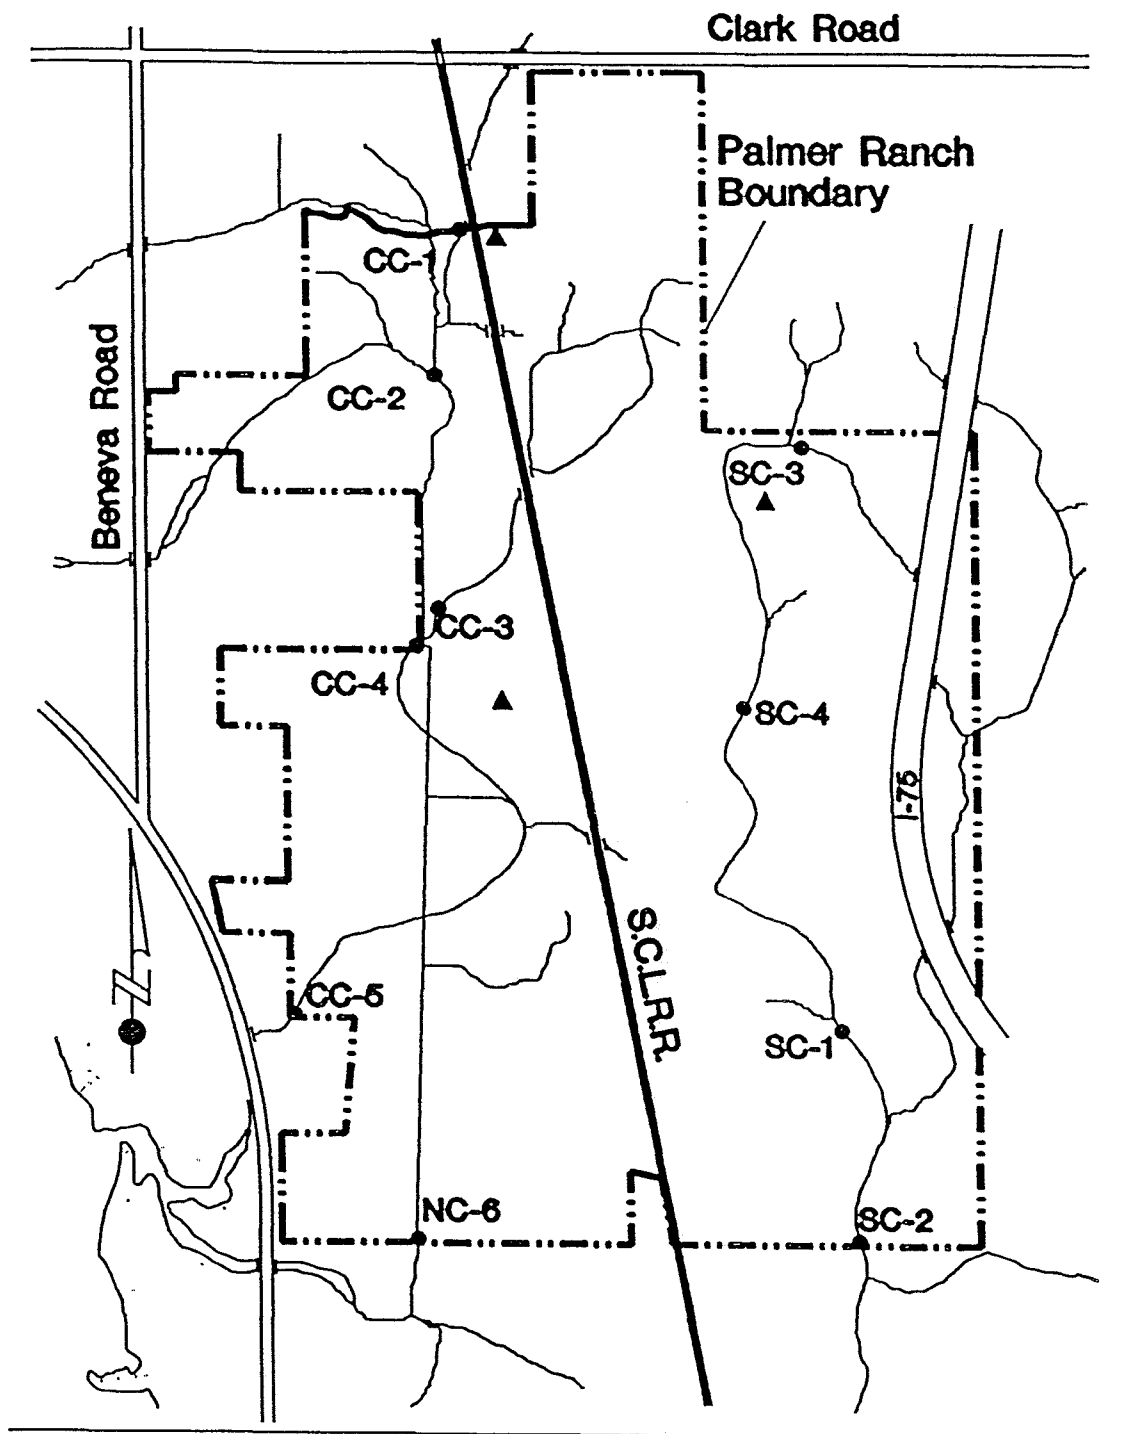 Clark Road
Palmer Ranch
Boundary
CC-1
Beneva Road
CC-2
SC-3
CC-3
CC-4
SC-4
I-75
S.C.L.R.R.
N
CC-5
SC-1
NC-6
SC-2